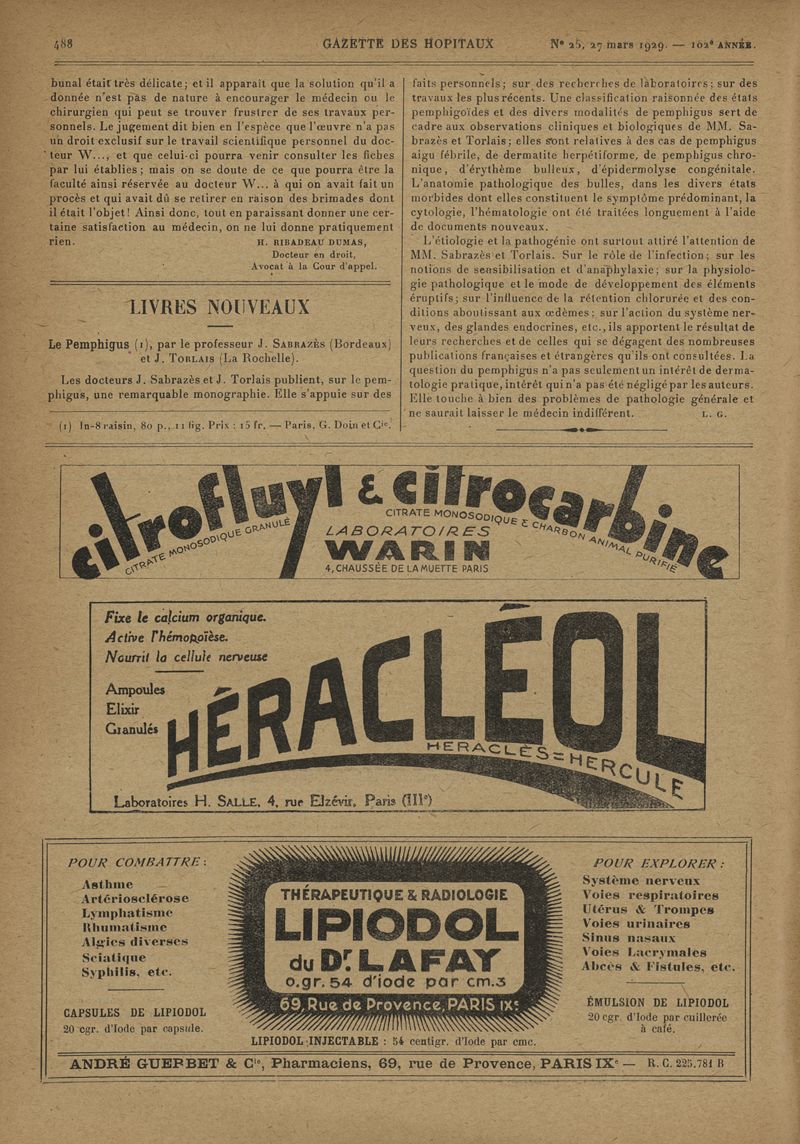 488 GAZETTE DES HOPITAUX N° 25, 27 mars 1929. — 102e ANNÉE.
bunal était très délicate; et il apparaît que la solution qu'il a
donnée n'est pas de nature à encourager le médecin ou le
chirurgien qui peut se trouver frustrer de ses travaux per-
sonnels. Le jugement dit bien en l'espèce que l'œuvre n'a pas
un droit exclusif sur le travail scientifique personnel du doc-
teur W..., et que celui-ci pourra venir consulter les fiches
par lui établies; mais on se doute de ce que pourra être la
faculté ainsi réservée au docteur W... à qui on avait fait un
procès et qui avait dû se retirer en raison des brimades dont
il était l'objet! Ainsi donc, tout en paraissant donner une cer-
taine satisfaction au médecin, on ne lui donne pratiquement
rien. H. RIBADEAU DUMAS,
Docteur en droit,
Avocat à la Cour d'appel.
LIVRES NOUVEAUX
Le Pemphigus (1), par le professeur J. SABRAZÈS (Bordeaux)
et J. TORLAIS (La Rochelle).
Les docteurs J. Sabrazès et J. Torlais publient, sur le pem-
phigus, une remarquable monographie. Elle s'appuie sur des
(1) In-8 raisin, 80 p., 11 fig. Prix : 15 fr. — Paris, G. Doin et Cie.
faits personnels; sur des recherches de laboratoires; sur des
travaux les plus récents. Une classification raisonnée des états
pemphigoïdes et des divers modalités de pemphigus sert de
cadre aux observations cliniques et biologiques de MM. Sa-
brazès et Torlais; elles sont relatives à des cas de pemphigus
aigu fébrile, de dermatite herpétiforme, de pemphigus chro-
nique, d'érythème bulleux, d'épidermolyse congénitale.
L'anatomie pathologique des bulles, dans les divers états
morbides dont elles constituent le symptôme prédominant, la
cytologie, l'hématologie ont été traitées longuement à l'aide
de documents nouveaux.
L'étiologie et la pathogénie ont surtout attiré l'attention de
MM. Sabrazès et Torlais. Sur le rôle de l'infection; sur les
notions de sensibilisation et d'anaphylaxie; sur la physiolo-
gie pathologique et le mode de développement des éléments
éruptifs; sur l'influence de la rétention chlorurée et des con-
ditions aboutissant aux œdèmes; sur l'action du système ner-
veux, des glandes endocrines, etc., ils apportent le résultat de
leurs recherches et de celles qui se dégagent des nombreuses
publications françaises et étrangères qu'ils ont consultées. La
question du pemphigus n'a pas seulement un intérêt de derma-
tologie pratique, intérêt qui n'a pas été négligé par les auteurs.
Elle touche à bien des problèmes de pathologie générale et
ne saurait laisser le médecin indifférent. L. G.
citrofluyl & citrocarbine
CITRATE MONOSODIQUE GRANULÉ
CITRATE MONOSODIQUE & CHARBON ANIMAL PURIFIÉ
LABORATOIRES
WARIN
4, CHAUSSÉE DE LA MUETTE PARIS
Fixe le calcium organique.
Active l'hémopoïèse.
Nourrit la cellule nerveuse
Ampoules
Elixir
Granulés
HÉRACLÉOL
HERACLÈS=HERCULE
Laboratoires H. SALLE, 4, rue Elzévir, Paris (IIIe)
POUR COMBATTRE :
Asthme
Artériosclérose
Lymphatisme
Rhumatisme
Algies diverses
Sciatique
Syphilis, etc.
CAPSULES DE LIPIODOL
20 cgr. d'Iode par capsule.
THÉRAPEUTIQUE & RADIOLOGIE
LIPIODOL
du Dr. LAFAY
0.gr. 54 d'iode par cm.3
69, Rue de Provence, PARIS IXe
LIPIODOL INJECTABLE : 54 centigr. d'Iode par cmc.
POUR EXPLORER :
Système nerveux
Voies respiratoires
Utérus & Trompes
Voies urinaires
Sinus nasaux
Voies Lacrymales
Abcès & Fistules, etc.
ÉMULSION DE LIPIODOL
20 cgr. d'Iode par cuillerée
à café.
ANDRÉ GUERBET & Cie, Pharmaciens, 69, rue de Provence, PARIS IXe — R. C. 225.781 B